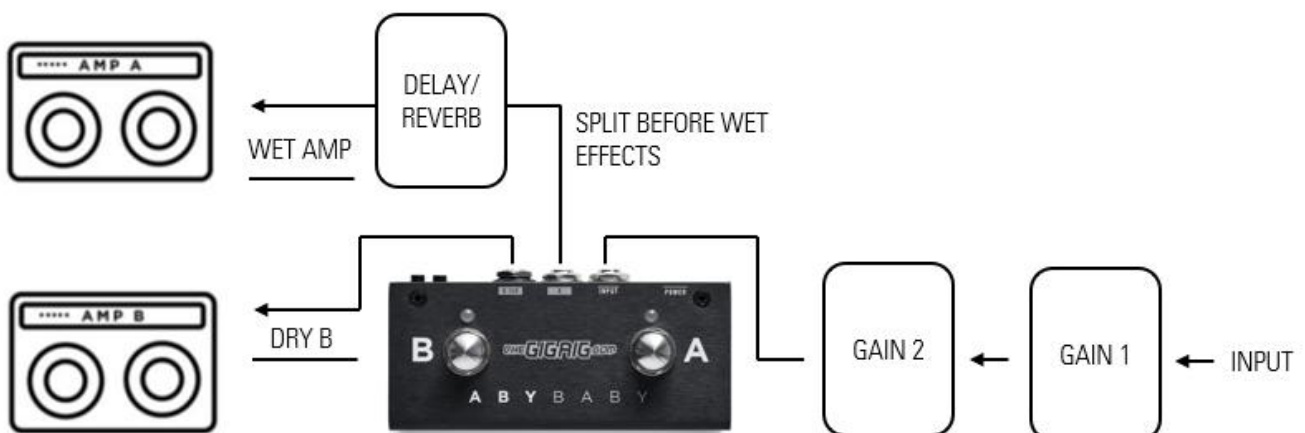 AMP A
DELAY/
REVERB
SPLIT BEFORE WET
EFFECTS
WET AMP
A
INPUT
POWER
AMP B
DRY B
B
THEGIGRIG.COM
A
A B Y B A B Y
GAIN 2
GAIN 1
INPUT